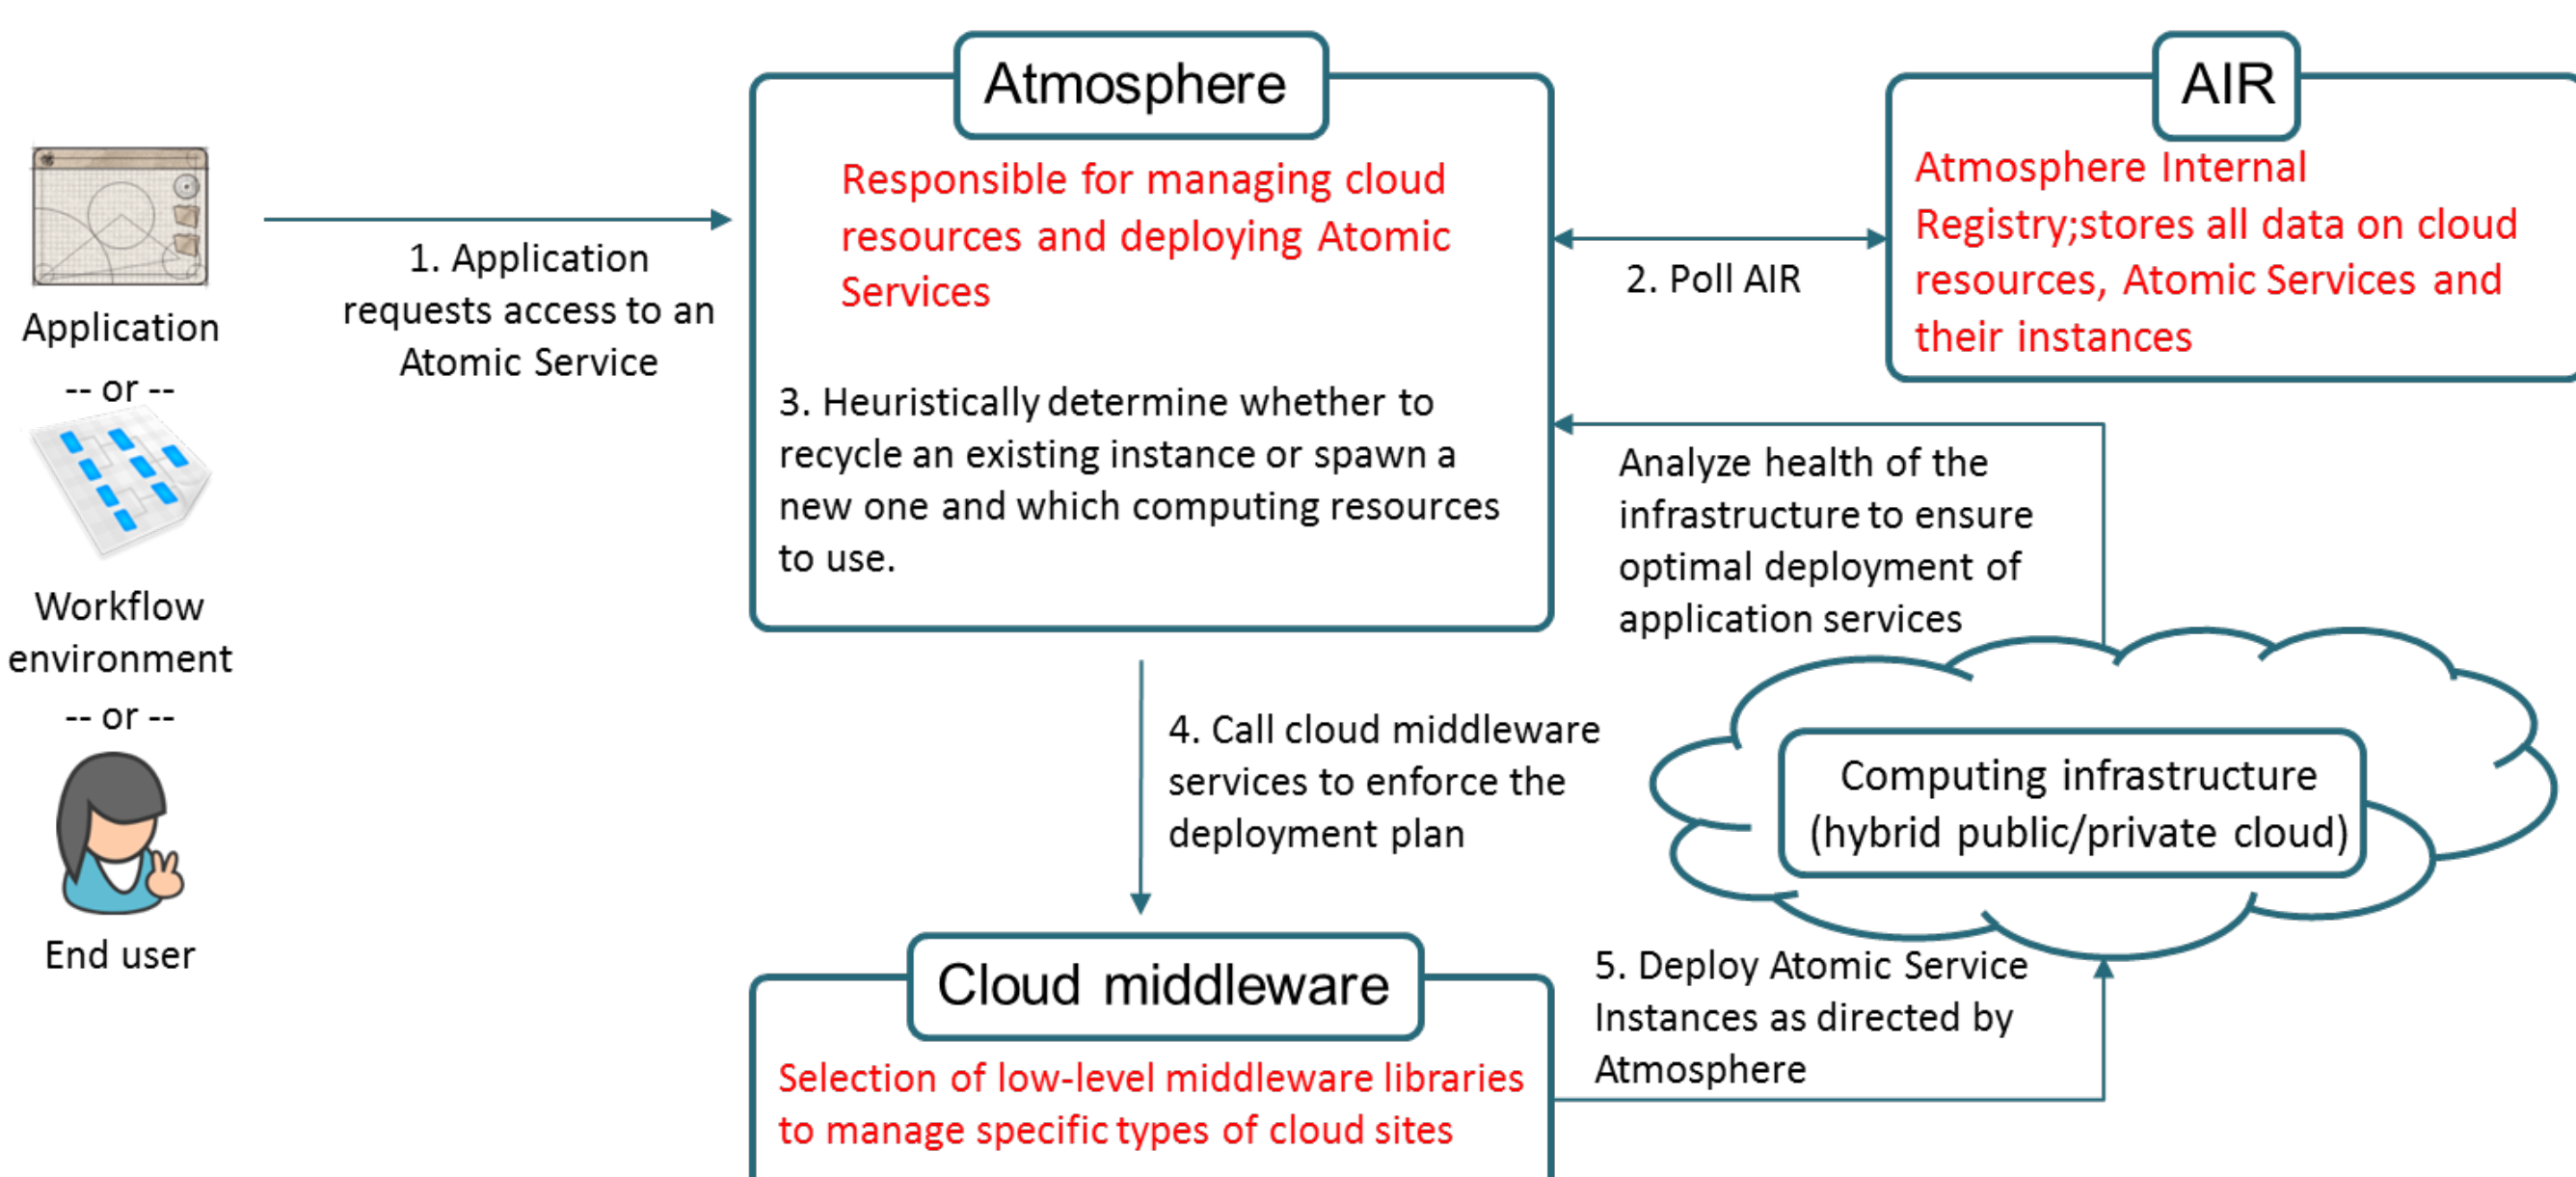 Atmosphere
AIR
Application
-- or --
Workflow
environment
-- or --
End user
1. Application
requests access to an
Atomic Service
Responsible for managing cloud
resources and deploying Atomic
Services
3. Heuristically determine whether to
recycle an existing instance or spawn a
new one and which computing resources
to use.
2. Poll AIR
Atmosphere Internal
Registry;stores all data on cloud
resources, Atomic Services and
their instances
Analyze health of the
infrastructure to ensure
optimal deployment of
application services
4. Call cloud middleware
services to enforce the
deployment plan
Computing infrastructure
(hybrid public/private cloud)
Cloud middleware
Selection of low-level middleware libraries
to manage specific types of cloud sites
5. Deploy Atomic Service
Instances as directed by
Atmosphere